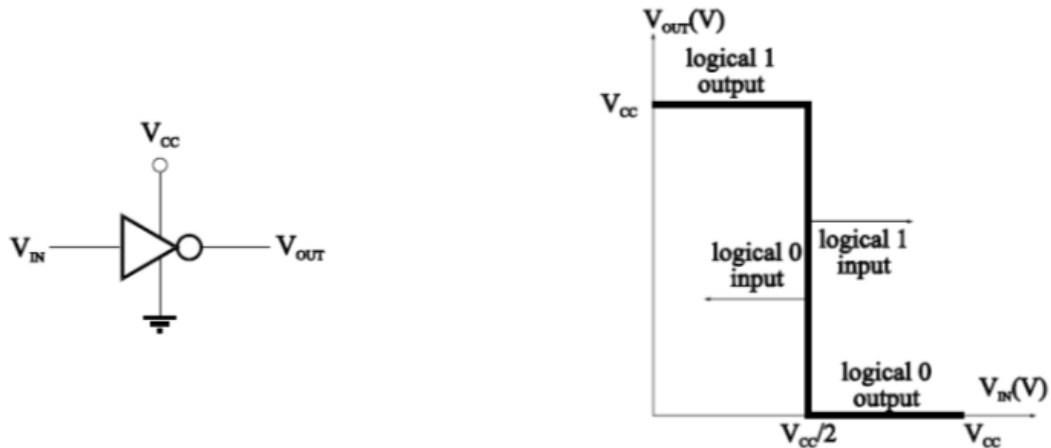 V_CC
V_IN
V_OUT
V_OUT(V)
logical 1
output
V_CC
logical 0
input
logical 1
input
logical 0
output
V_IN(V)
V_CC/2
V_CC